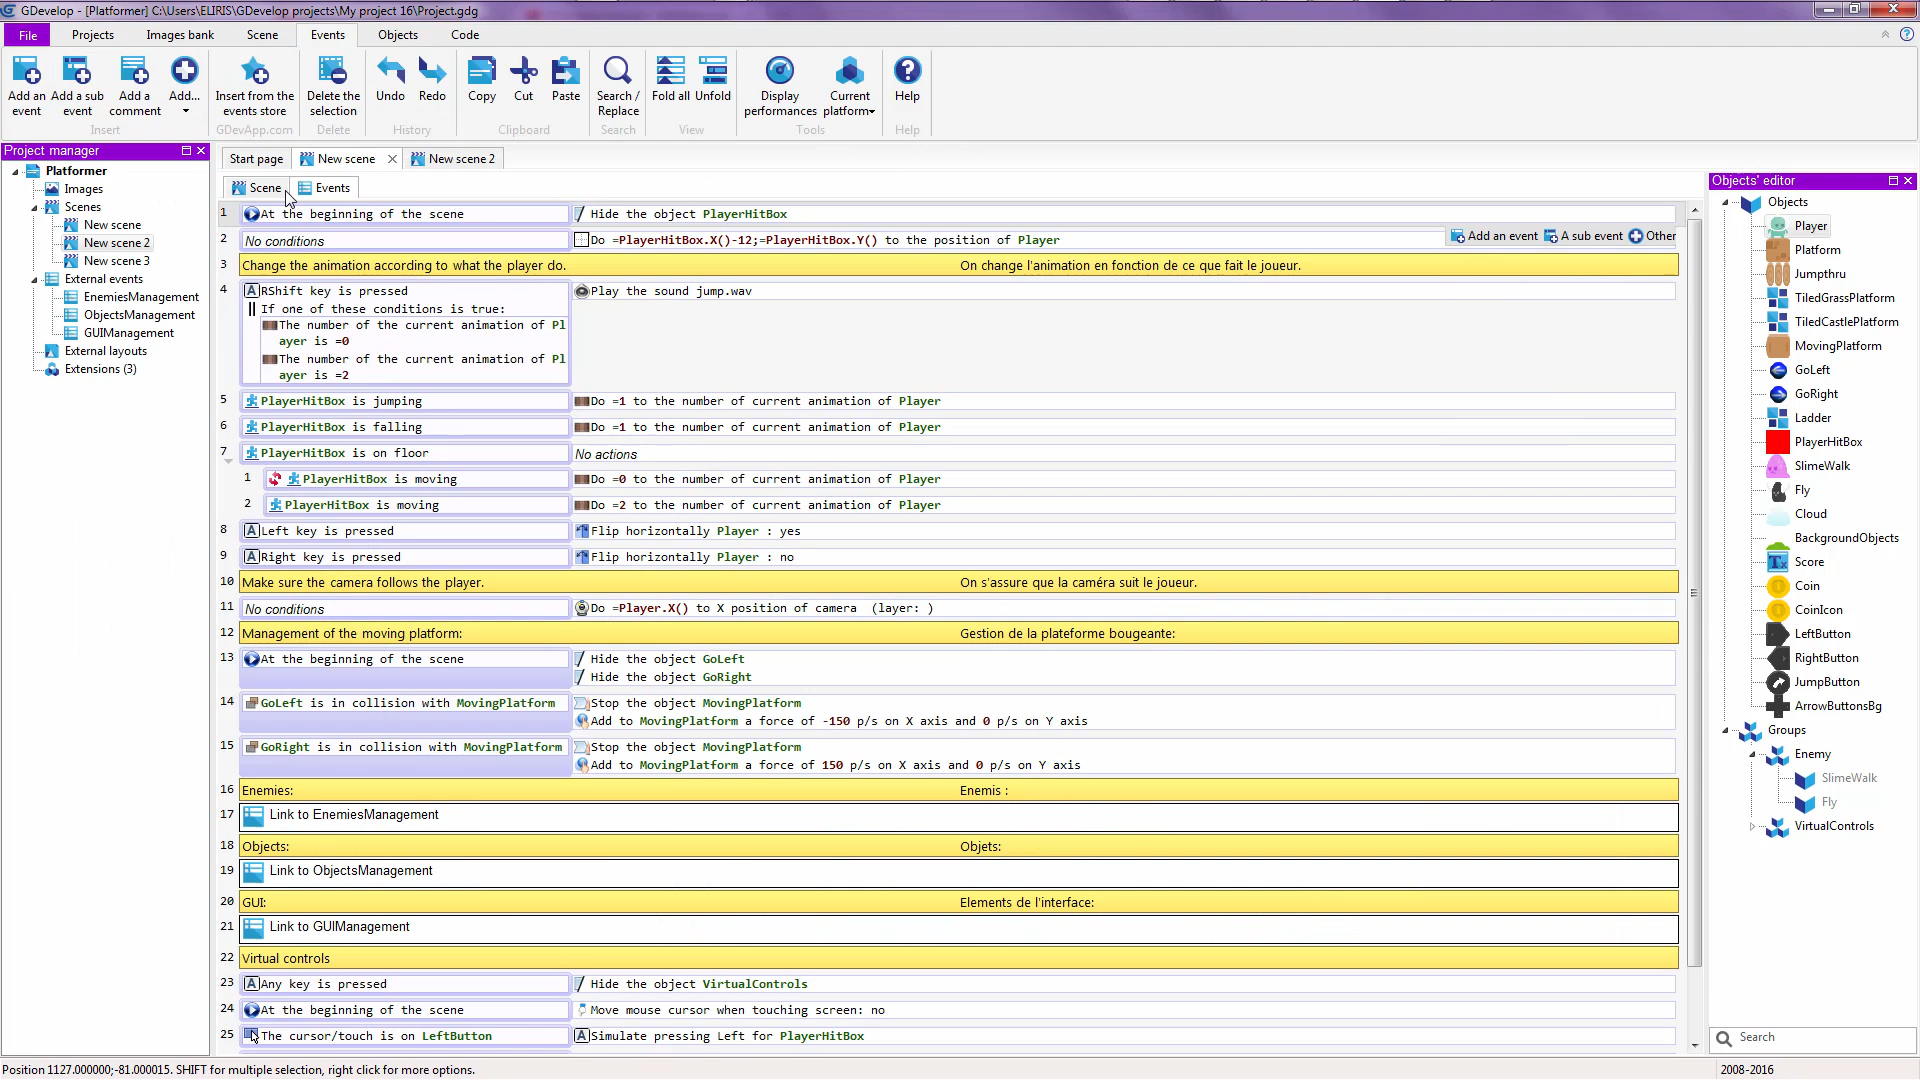 GDevelop - [Platformer] C:\Users\ELIRIS\GDevelop projects\My project 16\Project.gdg
File Projects Images bank Scene Events Objects Code
Add an event
Add a sub event
Add a comment
Add...
Insert from the events store
Delete the selection
Undo
Redo
Copy
Cut
Paste
Search / Replace
Fold all
Unfold
Display performances
Current platform
Help
Insert GDevApp.com Delete History Clipboard Search View Tools Help
Project manager
Platformer
Images
Scenes
New scene
New scene 2
New scene 3
External events
EnemiesManagement
ObjectsManagement
GUIManagement
External layouts
Extensions (3)
Start page New scene New scene 2
Scene Events
1 At the beginning of the scene Hide the object PlayerHitBox
2 No conditions Do =PlayerHitBox.X()-12;=PlayerHitBox.Y() to the position of Player
Add an event A sub event Other
3 Change the animation according to what the player do. On change l'animation en fonction de ce que fait le joueur.
4 RShift key is pressed Play the sound jump.wav
If one of these conditions is true:
The number of the current animation of Pl
ayer is =0
The number of the current animation of Pl
ayer is =2
5 PlayerHitBox is jumping Do =1 to the number of current animation of Player
6 PlayerHitBox is falling Do =1 to the number of current animation of Player
7 PlayerHitBox is on floor No actions
1 PlayerHitBox is moving Do =0 to the number of current animation of Player
2 PlayerHitBox is moving Do =2 to the number of current animation of Player
8 Left key is pressed Flip horizontally Player : yes
9 Right key is pressed Flip horizontally Player : no
10 Make sure the camera follows the player. On s'assure que la caméra suit le joueur.
11 No conditions Do =Player.X() to X position of camera (layer: )
12 Management of the moving platform: Gestion de la plateforme bougeante:
13 At the beginning of the scene Hide the object GoLeft
Hide the object GoRight
14 GoLeft is in collision with MovingPlatform Stop the object MovingPlatform
Add to MovingPlatform a force of -150 p/s on X axis and 0 p/s on Y axis
15 GoRight is in collision with MovingPlatform Stop the object MovingPlatform
Add to MovingPlatform a force of 150 p/s on X axis and 0 p/s on Y axis
16 Enemies: Enemis :
17 Link to EnemiesManagement
18 Objects: Objets:
19 Link to ObjectsManagement
20 GUI: Elements de l'interface:
21 Link to GUIManagement
22 Virtual controls
23 Any key is pressed Hide the object VirtualControls
24 At the beginning of the scene Move mouse cursor when touching screen: no
25 The cursor/touch is on LeftButton Simulate pressing Left for PlayerHitBox
Objects' editor
Objects
Player
Platform
Jumpthru
TiledGrassPlatform
TiledCastlePlatform
MovingPlatform
GoLeft
GoRight
Ladder
PlayerHitBox
SlimeWalk
Fly
Cloud
BackgroundObjects
Score
Coin
CoinIcon
LeftButton
RightButton
JumpButton
ArrowButtonsBg
Groups
Enemy
SlimeWalk
Fly
VirtualControls
Search
Position 1127.000000;-81.000015. SHIFT for multiple selection, right click for more options.
2008-2016